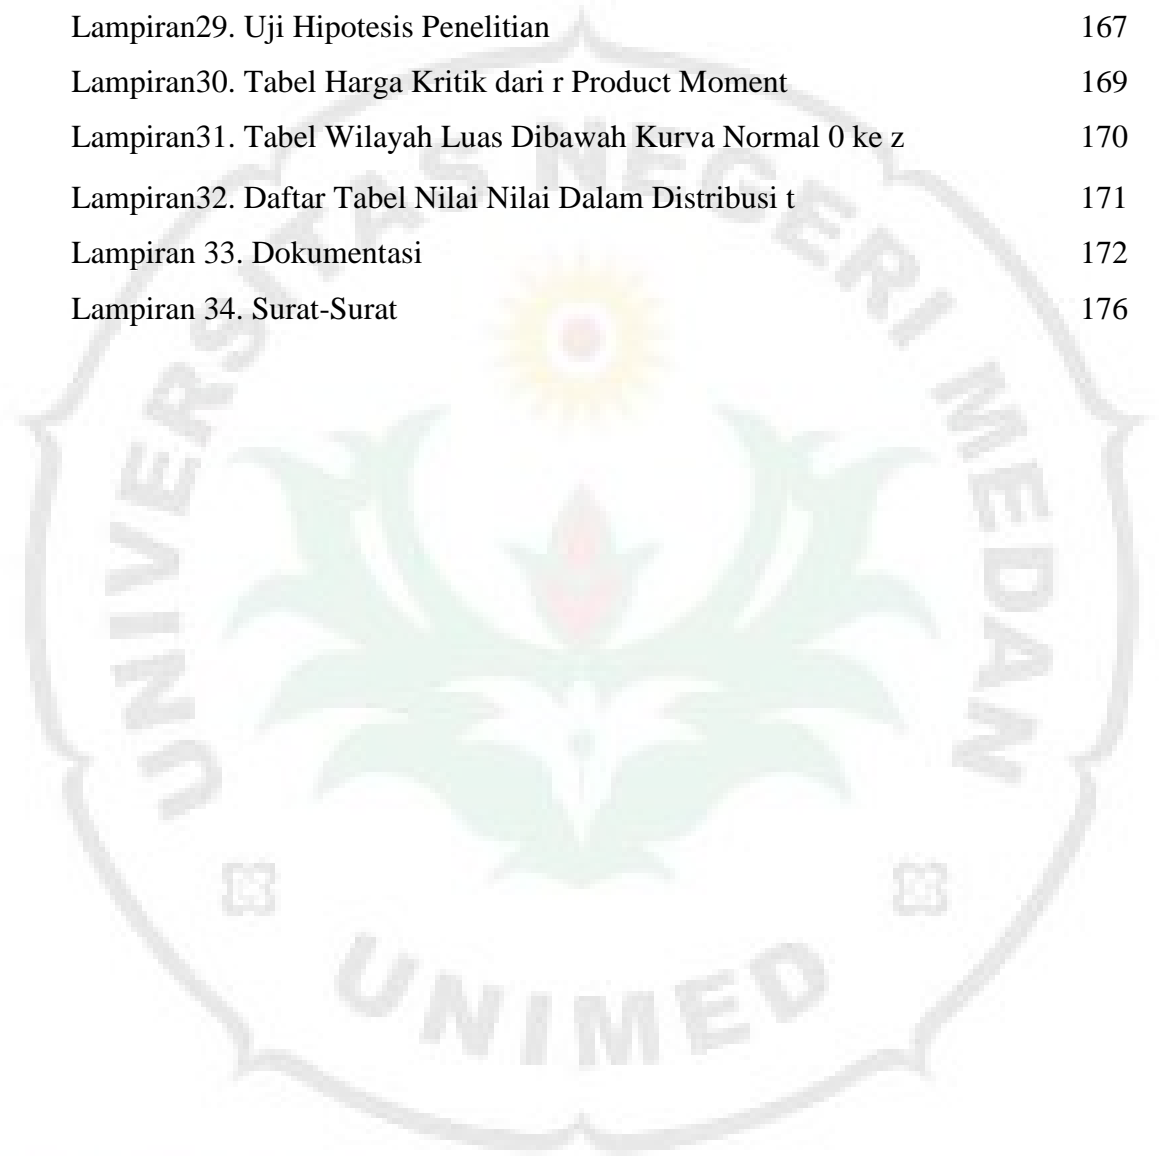 Lampiran29. Uji Hipotesis Penelitian 167
Lampiran30. Tabel Harga Kritik dari r Product Moment 169
Lampiran31. Tabel Wilayah Luas Dibawah Kurva Normal 0 ke z 170
Lampiran32. Daftar Tabel Nilai Nilai Dalam Distribusi t 171
Lampiran 33. Dokumentasi 172
Lampiran 34. Surat-Surat 176
UNIVERSITAS NEGERI MEDAN
UNIMED